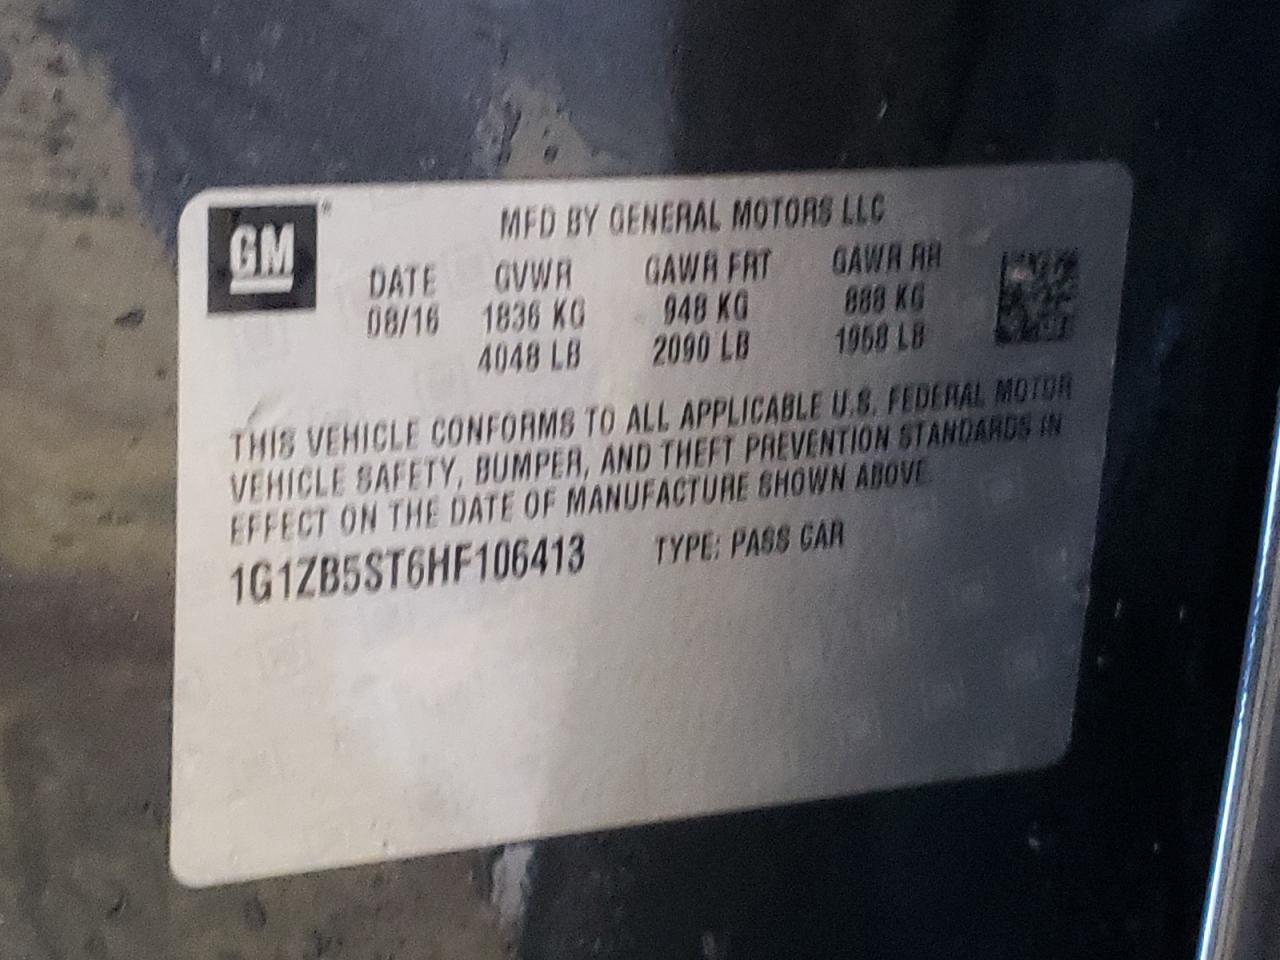 GM
MFD BY GENERAL MOTORS LLC
DATE GVWR GAWR FRT GAWR RR
08/16 1836 KG 948 KG 888 KG
4048 LB 2090 LB 1958 LB
THIS VEHICLE CONFORMS TO ALL APPLICABLE U.S. FEDERAL MOTOR
VEHICLE SAFETY, BUMPER, AND THEFT PREVENTION STANDARDS IN
EFFECT ON THE DATE OF MANUFACTURE SHOWN ABOVE.
1G1ZB5ST6HF106413 TYPE: PASS CAR